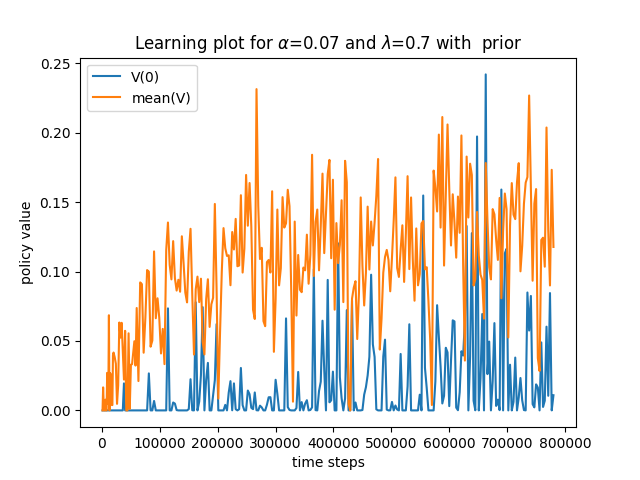 Learning plot for α=0.07 and λ=0.7 with  prior
V(0)
mean(V)
0.25
0.20
0.15
0.10
0.05
0.00
policy value
0 100000 200000 300000 400000 500000 600000 700000 800000
time steps